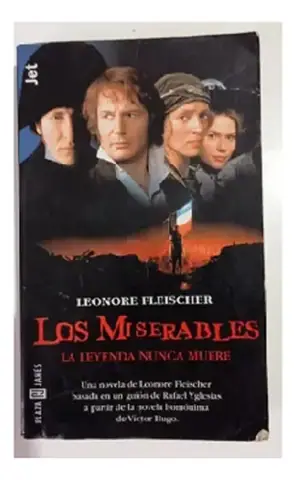 Jet
LEONORE FLEISCHER
LOS MISERABLES
LA LEYENDA NUNCA MUERE
Una novela de Leonore Fleischer
basada en un guión de Rafael Yglesias
a partir de la novela homónima
de Víctor Hugo.
PLAZA JANÉS